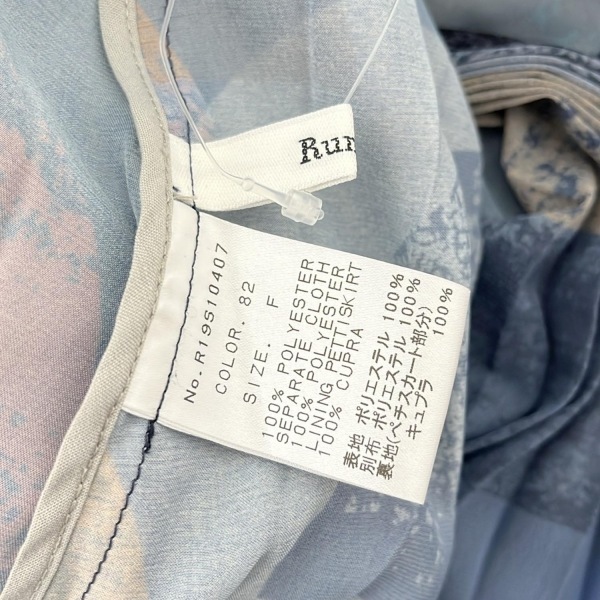 Rur
No. R19510407
COLOR. 82
SIZE. F
100% POLYESTER
SEPARATE CLOTH
100% POLYESTER
LINING PETTISKIRT
100% CUPRA
表地 ポリエステル 100%
別布 ポリエステル 100%
裏地(ペチスカート部分)
キュプラ 100%